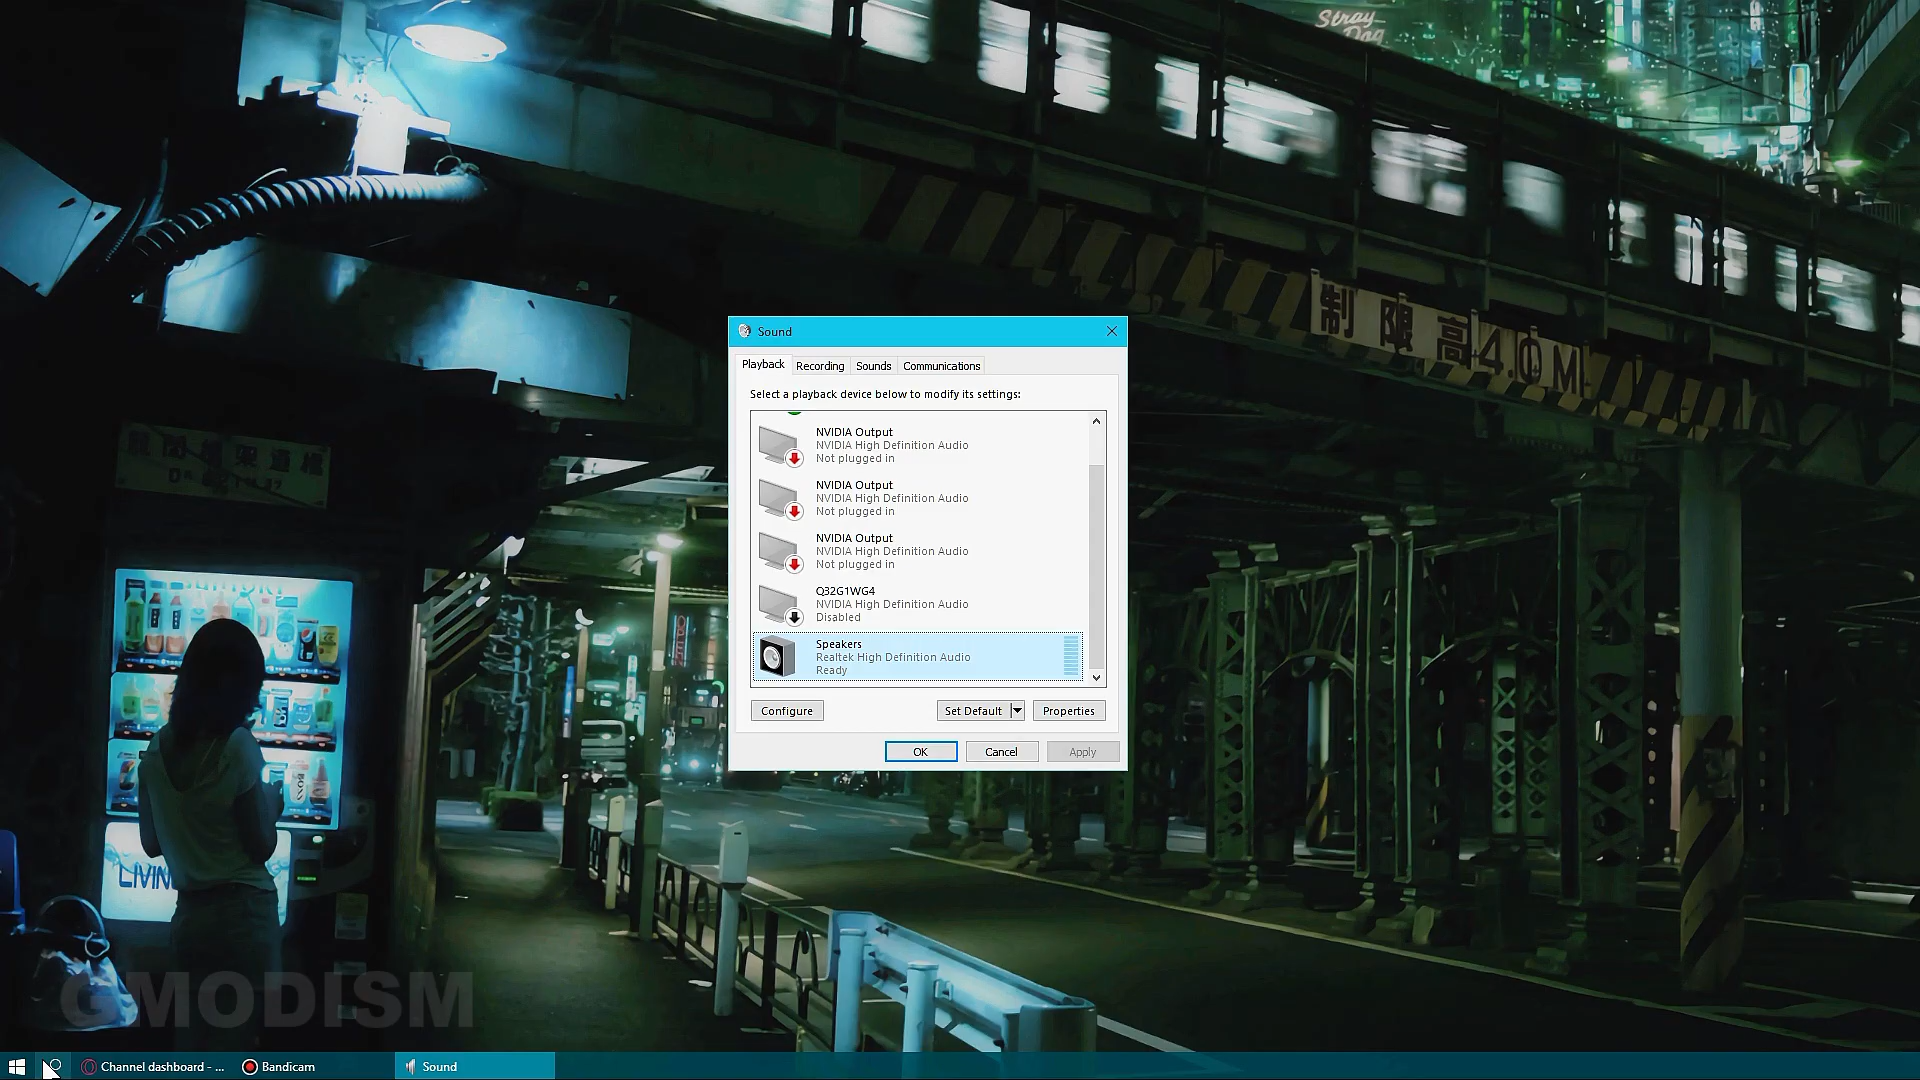 Stray
Dog
制限高4.0M
Sound
Playback
Recording
Sounds
Communications
Select a playback device below to modify its settings:
NVIDIA Output
NVIDIA High Definition Audio
Not plugged in
NVIDIA Output
NVIDIA High Definition Audio
Not plugged in
NVIDIA Output
NVIDIA High Definition Audio
Not plugged in
Q32G1WG4
NVIDIA High Definition Audio
Disabled
Speakers
Realtek High Definition Audio
Ready
Configure
Set Default
Properties
OK
Cancel
Apply
LIVIN
GMODISM
Channel dashboard - ...
Bandicam
Sound